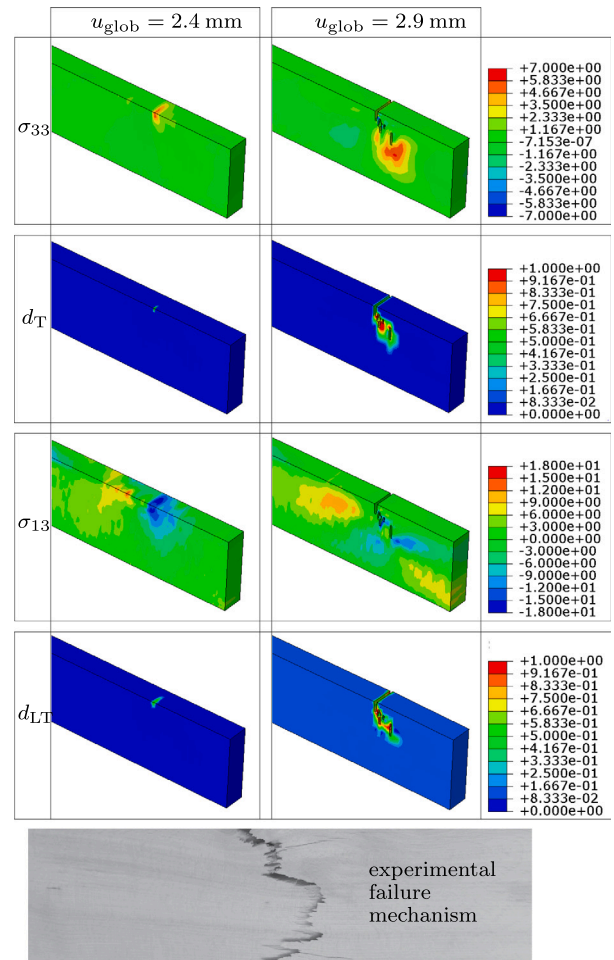 u_glob = 2.4 mm
u_glob = 2.9 mm
σ33
+7.000e+00
+5.833e+00
+4.667e+00
+3.500e+00
+2.333e+00
+1.167e+00
-7.153e-07
-1.167e+00
-2.333e+00
-3.500e+00
-4.667e+00
-5.833e+00
-7.000e+00
d_T
+1.000e+00
+9.167e-01
+8.333e-01
+7.500e-01
+6.667e-01
+5.833e-01
+5.000e-01
+4.167e-01
+3.333e-01
+2.500e-01
+1.667e-01
+8.333e-02
+0.000e+00
σ13
+1.800e+01
+1.500e+01
+1.200e+01
+9.000e+00
+6.000e+00
+3.000e+00
+0.000e+00
-3.000e+00
-6.000e+00
-9.000e+00
-1.200e+01
-1.500e+01
-1.800e+01
d_LT
+1.000e+00
+9.167e-01
+8.333e-01
+7.500e-01
+6.667e-01
+5.833e-01
+5.000e-01
+4.167e-01
+3.333e-01
+2.500e-01
+1.667e-01
+8.333e-02
+0.000e+00
experimental
failure
mechanism